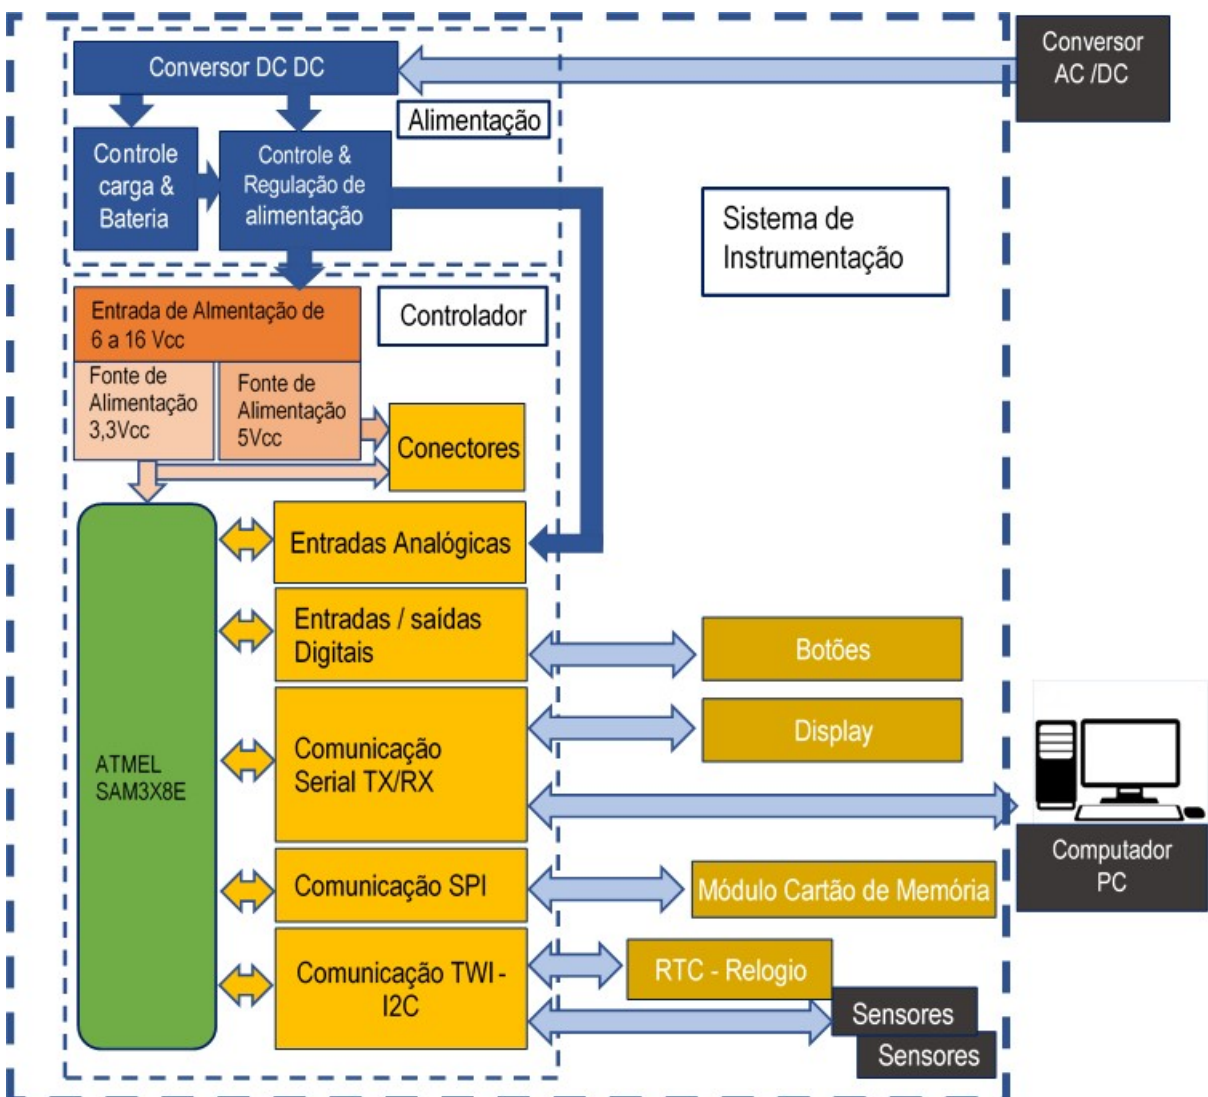 Conversor DC DC
Conversor
AC /DC
Alimentação
Controle
carga &
Bateria
Controle &
Regulação de
alimentação
Sistema de
Instrumentação
Entrada de Almentação de
6 a 16 Vcc
Controlador
Fonte de
Alimentação
3,3Vcc
Fonte de
Alimentação
5Vcc
Conectores
Entradas Analógicas
Entradas / saídas
Digitais
Botões
Display
ATMEL
SAM3X8E
Comunicação
Serial TX/RX
Computador
PC
Comunicação SPI
Módulo Cartão de Memória
Comunicação TWI -
I2C
RTC - Relogio
Sensores
Sensores